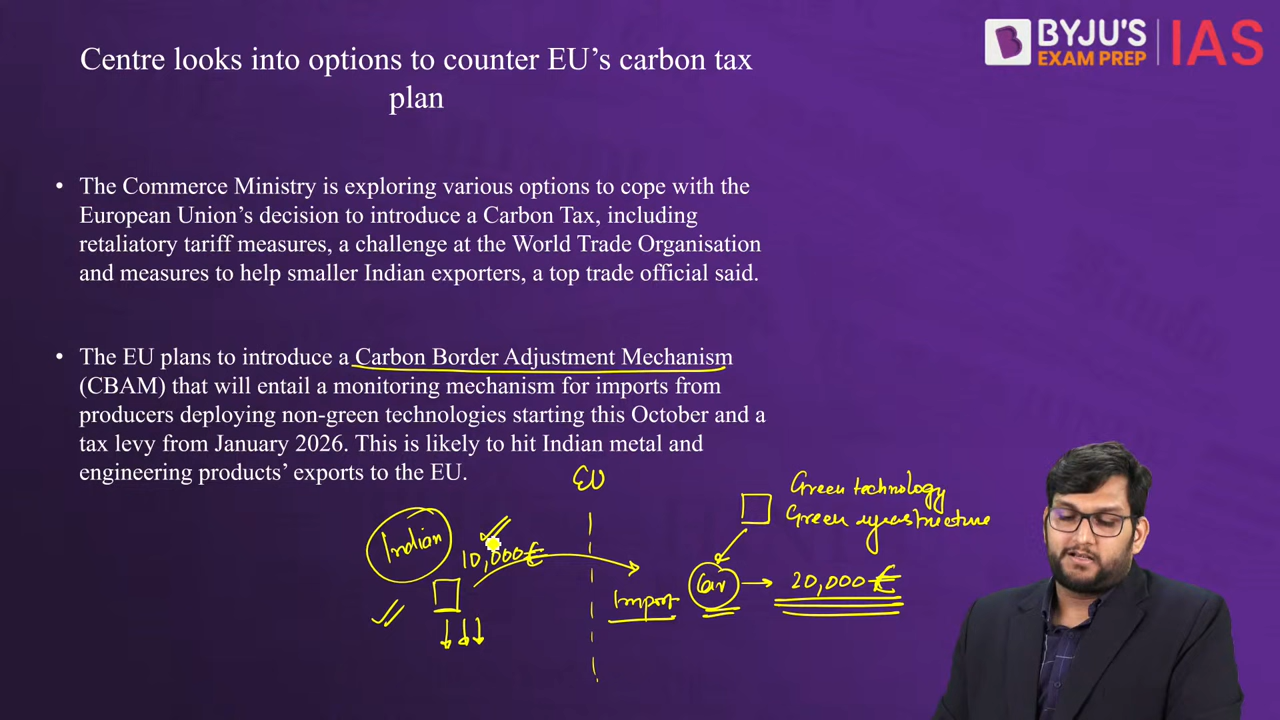 BYJU'S
EXAM PREP
IAS
Centre looks into options to counter EU's carbon tax
plan
• The Commerce Ministry is exploring various options to cope with the
European Union's decision to introduce a Carbon Tax, including
retaliatory tariff measures, a challenge at the World Trade Organisation
and measures to help smaller Indian exporters, a top trade official said.
• The EU plans to introduce a Carbon Border Adjustment Mechanism
(CBAM) that will entail a monitoring mechanism for imports from
producers deploying non-green technologies starting this October and a
tax levy from January 2026. This is likely to hit Indian metal and
engineering products' exports to the EU.
EU
Green technology
Green
Indian
10,000€
Import
Car
20,000 €